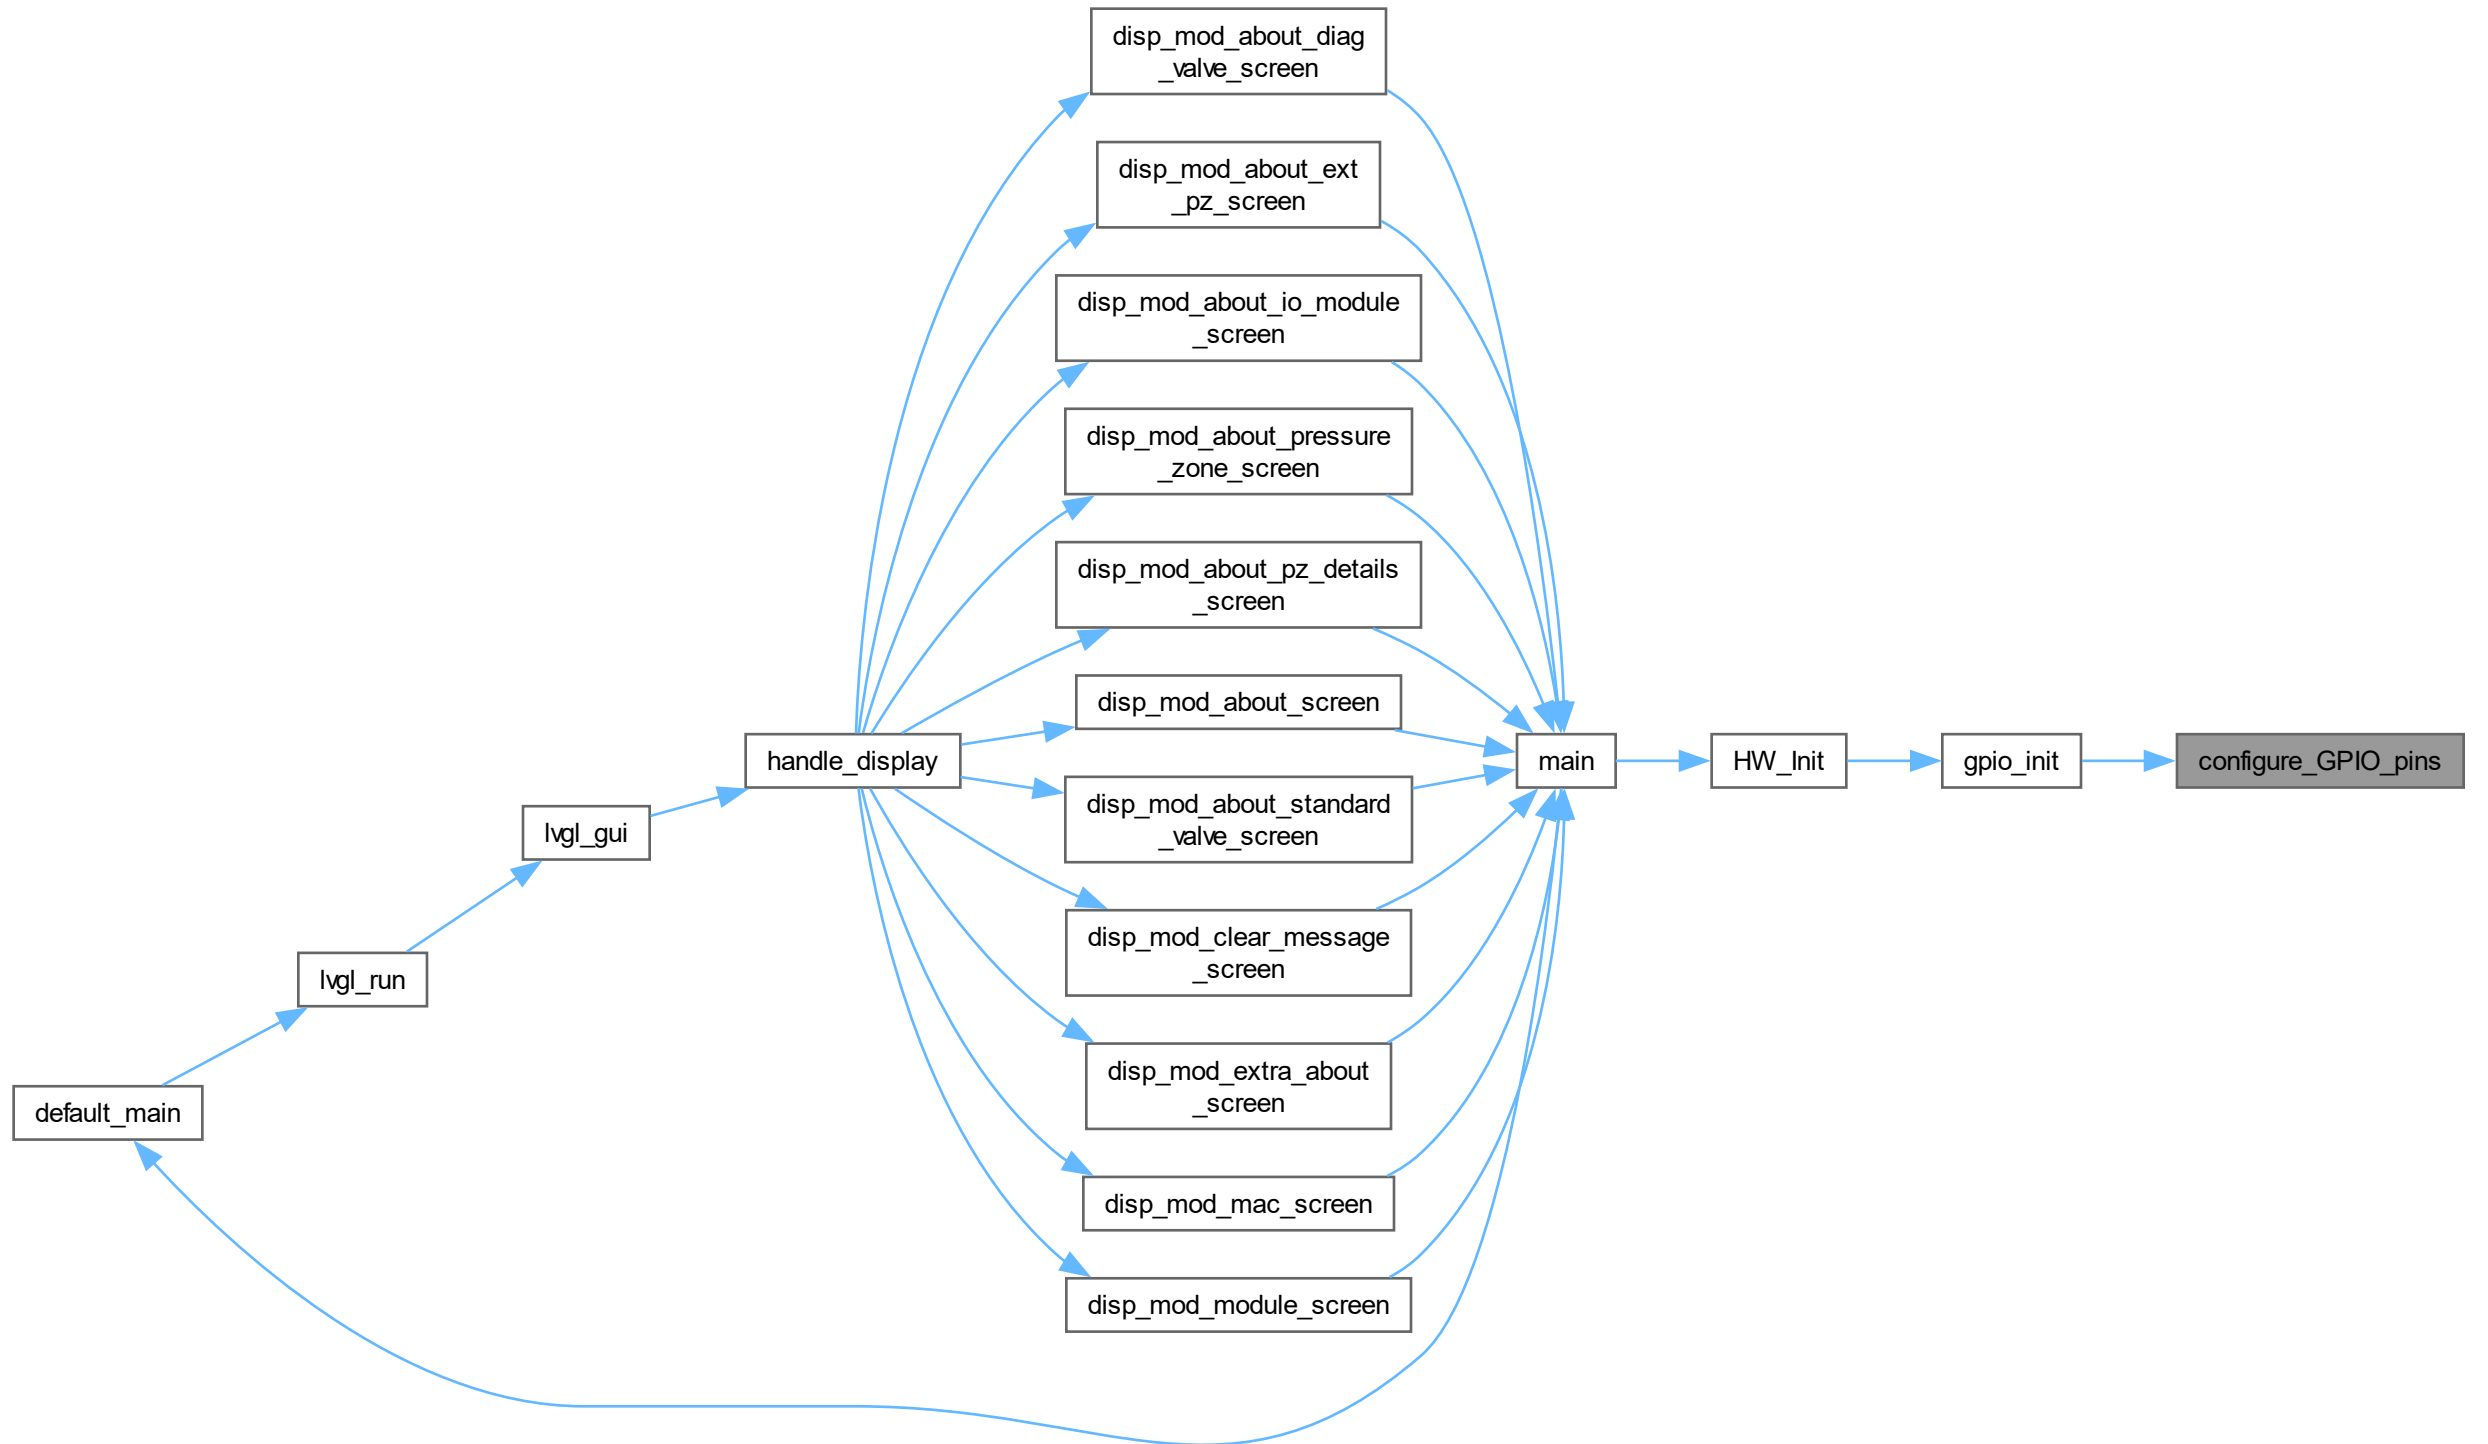 disp_mod_about_diag
_valve_screen
disp_mod_about_ext
_pz_screen
disp_mod_about_io_module
_screen
disp_mod_about_pressure
_zone_screen
disp_mod_about_pz_details
_screen
disp_mod_about_screen
handle_display
main
HW_Init
gpio_init
configure_GPIO_pins
disp_mod_about_standard
_valve_screen
lvgl_gui
disp_mod_clear_message
_screen
lvgl_run
disp_mod_extra_about
_screen
default_main
disp_mod_mac_screen
disp_mod_module_screen